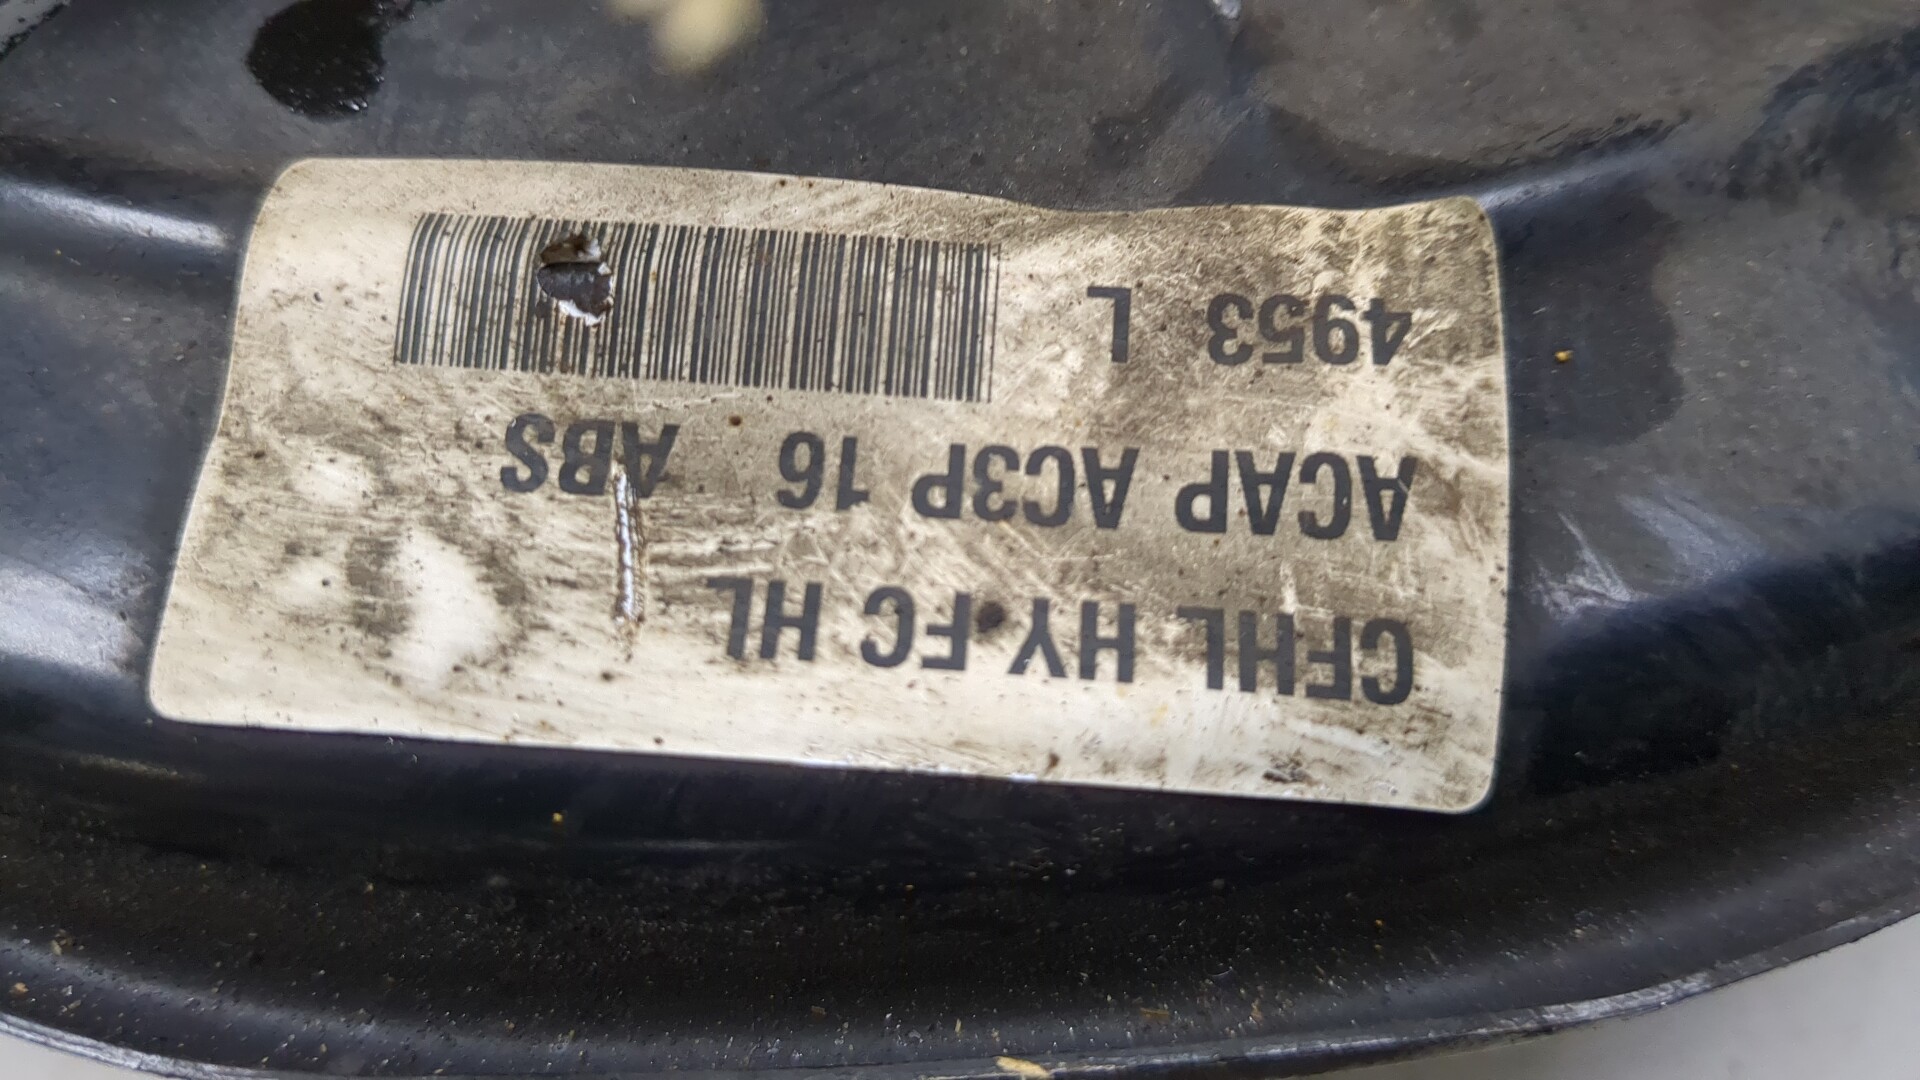 CFHL HY FC HL
ACAP AC3P 16 ABS
4953 L